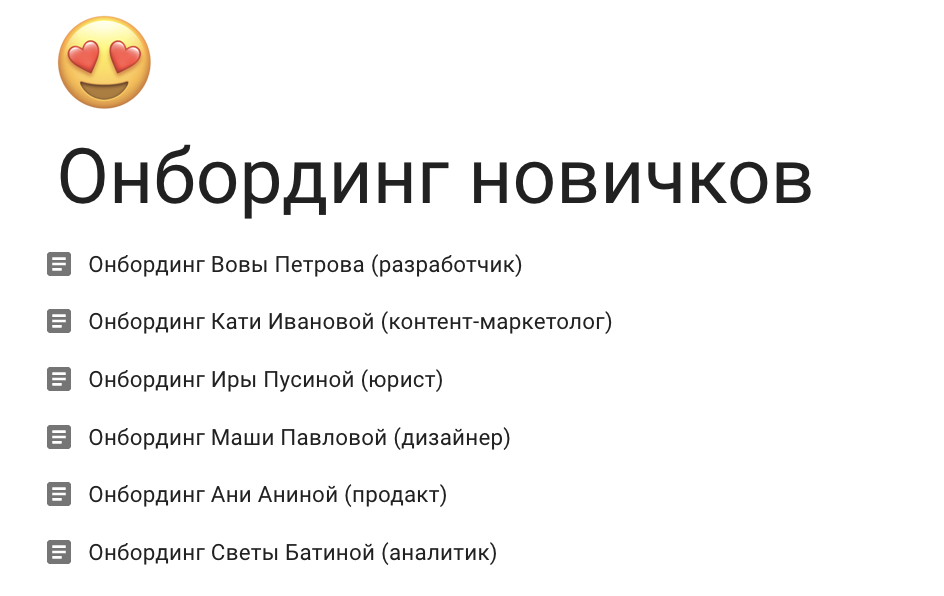 Онбординг новичков
Онбординг Вовы Петрова (разработчик)
Онбординг Кати Ивановой (контент-маркетолог)
Онбординг Иры Пусиной (юрист)
Онбординг Маши Павловой (дизайнер)
Онбординг Ани Аниной (продакт)
Онбординг Светы Батиной (аналитик)